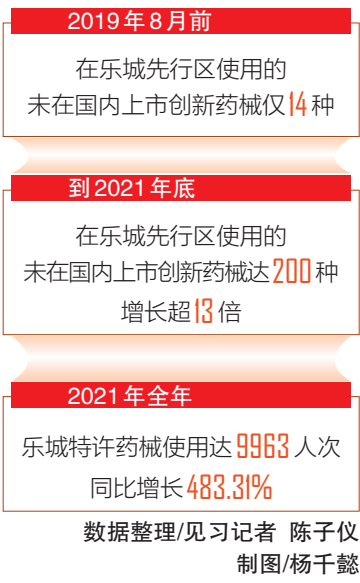 2019年8月前
在乐城先行区使用的
未在国内上市创新药械仅14种
到2021年底
在乐城先行区使用的
未在国内上市创新药械达200种
增长超13倍
2021年全年
乐城特许药械使用达9963人次
同比增长483.31%
数据整理/见习记者 陈子仪
制图/杨千懿